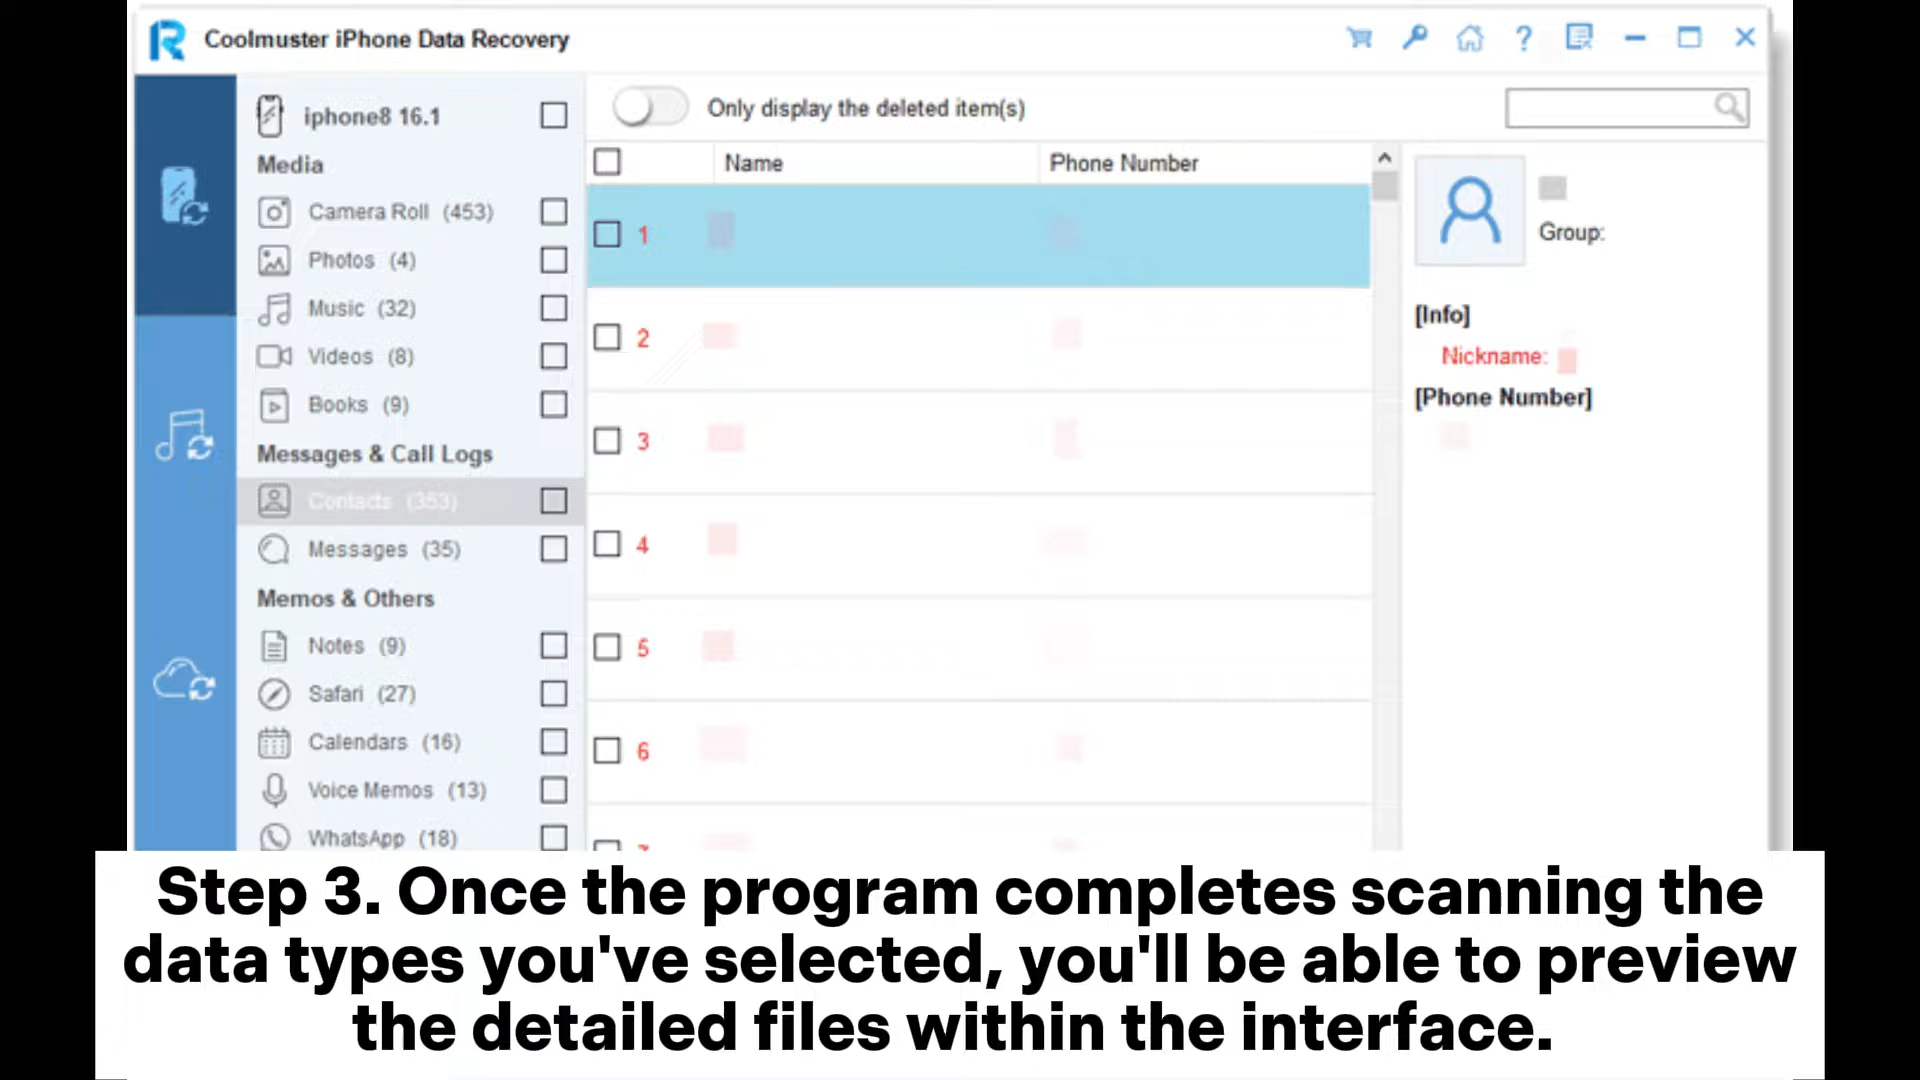 Coolmuster iPhone Data Recovery
iphone8 16.1
Only display the deleted item(s)
Media
Name
Phone Number
Camera Roll (453)
Photos (4)
Music (32)
Videos (8)
Books (9)
Messages & Call Logs
Contacts (353)
Messages (35)
Memos & Others
Notes (9)
Safari (27)
Calendars (16)
Voice Memos (13)
WhatsApp (18)
1
2
3
4
5
6
Group:
[Info]
Nickname:
[Phone Number]
Step 3. Once the program completes scanning the
data types you've selected, you'll be able to preview
the detailed files within the interface.